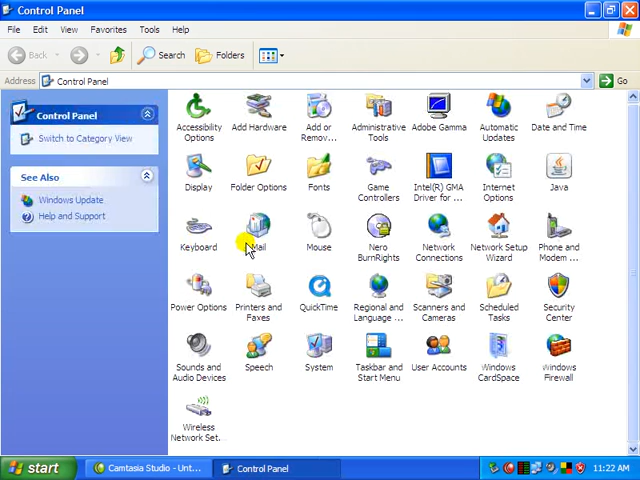 Control Panel
File Edit View Favorites Tools Help
Back Search Folders
Address Control Panel Go
Control Panel
Switch to Category View
See Also
Windows Update
Help and Support
Accessibility Options
Add Hardware
Add or Remov...
Administrative Tools
Adobe Gamma
Automatic Updates
Date and Time
Display
Folder Options
Fonts
Game Controllers
Intel(R) GMA Driver for ...
Internet Options
Java
Keyboard
Mail
Mouse
Nero BurnRights
Network Connections
Network Setup Wizard
Phone and Modem ...
Power Options
Printers and Faxes
QuickTime
Regional and Language ...
Scanners and Cameras
Scheduled Tasks
Security Center
Sounds and Audio Devices
Speech
System
Taskbar and Start Menu
User Accounts
Windows CardSpace
Windows Firewall
Wireless Network Set...
start Camtasia Studio - Unt... Control Panel 11:22 AM